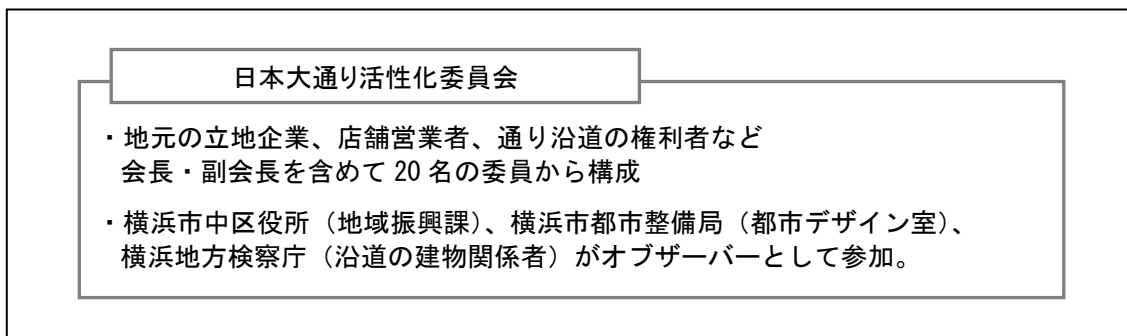 日本大通り活性化委員会
・地元の立地企業、店舗営業者、通り沿道の権利者など
会長・副会長を含めて 20 名の委員から構成
・横浜市中区役所（地域振興課）、横浜市都市整備局（都市デザイン室）、
横浜地方検察庁（沿道の建物関係者）がオブザーバーとして参加。